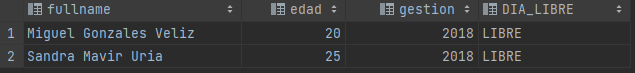 fullname edad gestion DIA_LIBRE
1 Miguel Gonzales Veliz 20 2018 LIBRE
2 Sandra Mavir Uria 25 2018 LIBRE